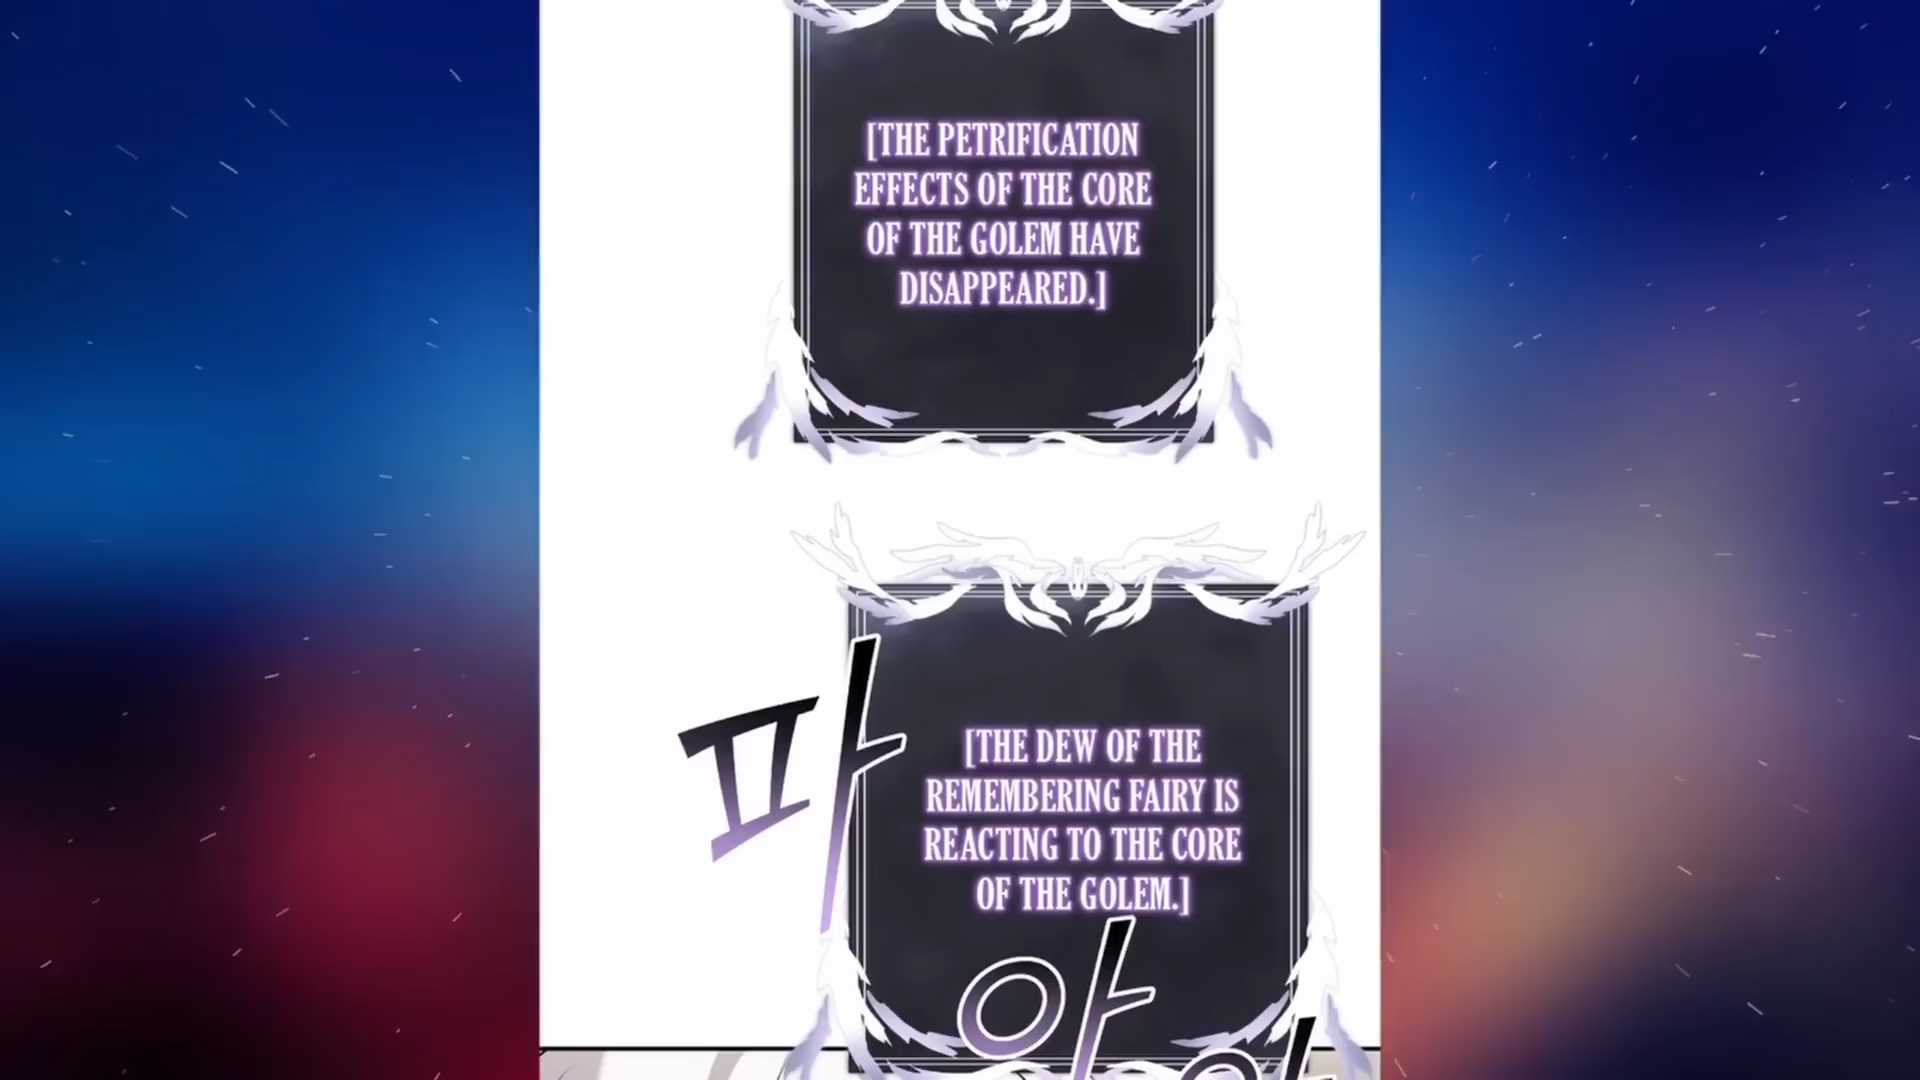 [THE PETRIFICATION
EFFECTS OF THE CORE
OF THE GOLEM HAVE
DISAPPEARED.]
[THE DEW OF THE
REMEMBERING FAIRY IS
REACTING TO THE CORE
OF THE GOLEM.]
파
아